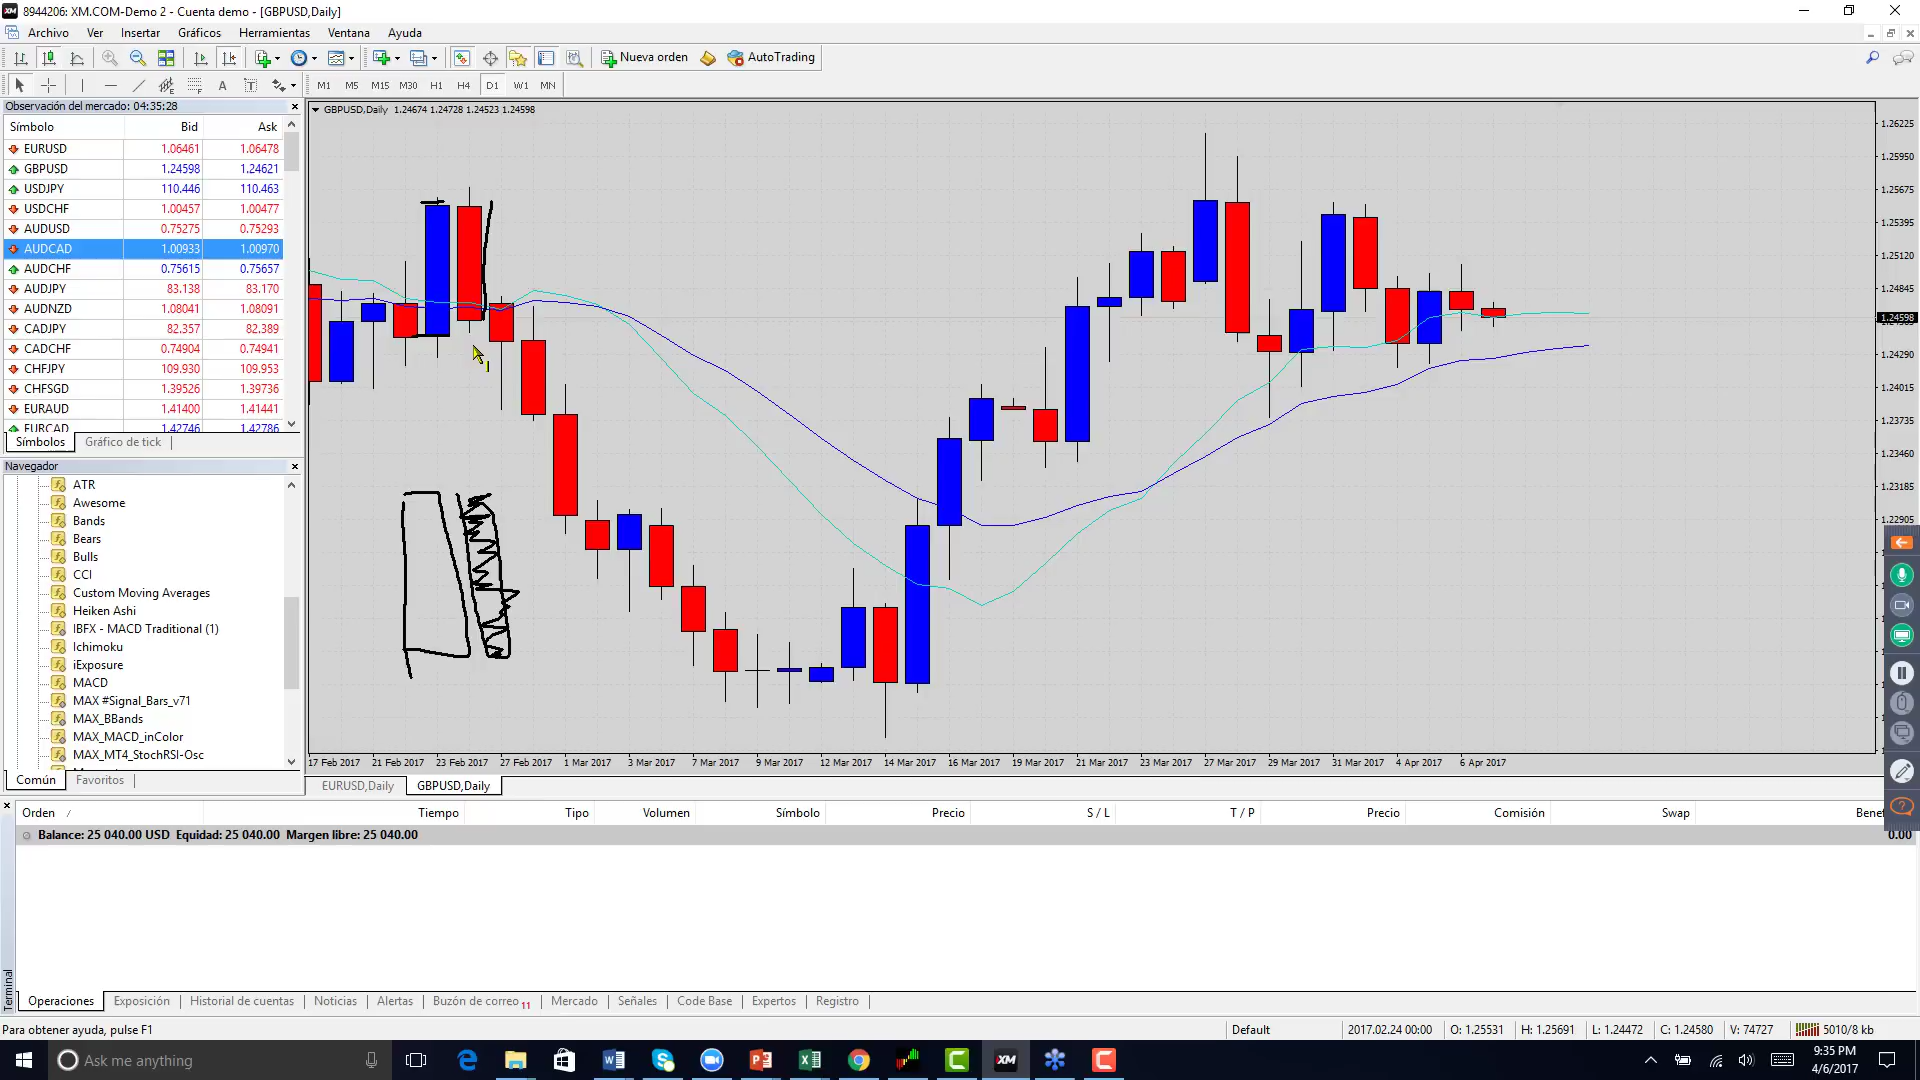 8944206: XM.COM-Demo 2 - Cuenta demo - [GBPUSD,Daily]
Archivo Ver Insertar Gráficos Herramientas Ventana Ayuda
Nueva orden AutoTrading
A T M1 M5 M15 M30 H1 H4 D1 W1 MN
Observación del mercado: 04:35:28
Símbolo Bid Ask
EURUSD 1.06461 1.06478
GBPUSD 1.24598 1.24621
USDJPY 110.446 110.463
USDCHF 1.00457 1.00477
AUDUSD 0.75275 0.75293
AUDCAD 1.00933 1.00970
AUDCHF 0.75615 0.75657
AUDJPY 83.138 83.170
AUDNZD 1.08041 1.08091
CADJPY 82.357 82.389
CADCHF 0.74904 0.74941
CHFJPY 109.930 109.953
CHFSGD 1.39526 1.39736
EURAUD 1.41400 1.41441
EURCAD 1.42746 1.42786
Símbolos Gráfico de tick
Navegador
ATR
Awesome
Bands
Bears
Bulls
CCI
Custom Moving Averages
Heiken Ashi
IBFX - MACD Traditional (1)
Ichimoku
iExposure
MACD
MAX #Signal_Bars_v71
MAX_BBands
MAX_MACD_inColor
MAX_MT4_StochRSI-Osc
Común Favoritos
GBPUSD,Daily 1.24674 1.24728 1.24523 1.24598
1.26225
1.25950
1.25675
1.25395
1.25120
1.24845
1.24598
1.24290
1.24015
1.23735
1.23460
1.23185
1.22905
17 Feb 2017 21 Feb 2017 23 Feb 2017 27 Feb 2017 1 Mar 2017 3 Mar 2017 7 Mar 2017 9 Mar 2017 12 Mar 2017 14 Mar 2017 16 Mar 2017 19 Mar 2017 21 Mar 2017 23 Mar 2017 27 Mar 2017 29 Mar 2017 31 Mar 2017 4 Apr 2017 6 Apr 2017
EURUSD,Daily GBPUSD,Daily
Orden / Tiempo Tipo Volumen Símbolo Precio S / L T / P Precio Comisión Swap Benef
Balance: 25 040.00 USD Equidad: 25 040.00 Margen libre: 25 040.00 0.00
Terminal
Operaciones Exposición Historial de cuentas Noticias Alertas Buzón de correo 11 Mercado Señales Code Base Expertos Registro
Para obtener ayuda, pulse F1 Default 2017.02.24 00:00 O: 1.25531 H: 1.25691 L: 1.24472 C: 1.24580 V: 74727 5010/8 kb
Ask me anything XM 9:35 PM
4/6/2017